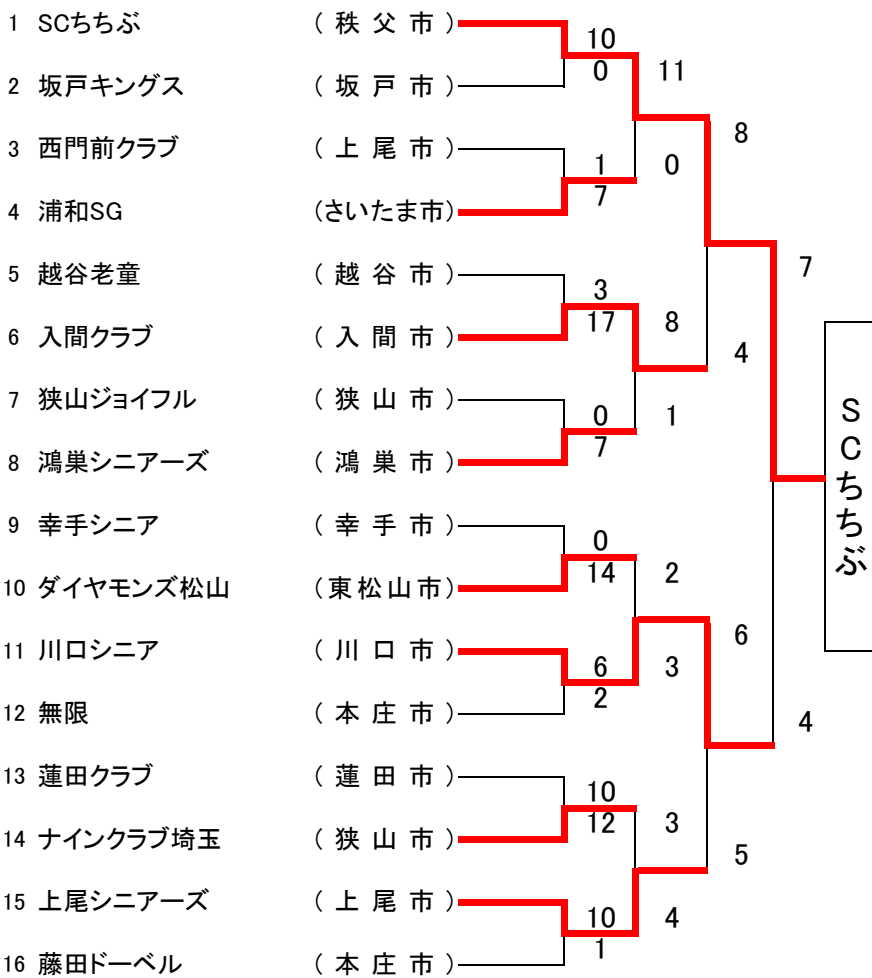 1 SCちちぶ (秩父市)
10
0
11
2 坂戸キングス (坂戸市)
8
3 西門前クラブ (上尾市)
1
7
0
4 浦和SG (さいたま市)
7
5 越谷老童 (越谷市)
3
17
8
6 入間クラブ (入間市)
4
7 狭山ジョイフル (狭山市)
0
7
1
8 鴻巣シニアーズ (鴻巣市)
SCちちぶ
9 幸手シニア (幸手市)
0
14
2
10 ダイヤモンズ松山 (東松山市)
6
11 川口シニア (川口市)
6
2
3
12 無限 (本庄市)
4
13 蓮田クラブ (蓮田市)
10
12
3
14 ナインクラブ埼玉 (狭山市)
5
15 上尾シニアーズ (上尾市)
10
1
4
16 藤田ドーベル (本庄市)